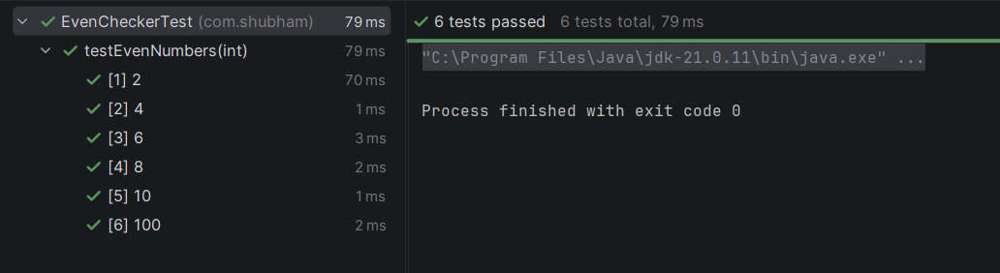 EvenCheckerTest (com.shubham) 79 ms
testEvenNumbers(int) 79 ms
[1] 2 70 ms
[2] 4 1 ms
[3] 6 3 ms
[4] 8 2 ms
[5] 10 1 ms
[6] 100 2 ms
6 tests passed 6 tests total, 79 ms
"C:\Program Files\Java\jdk-21.0.11\bin\java.exe" ...
Process finished with exit code 0